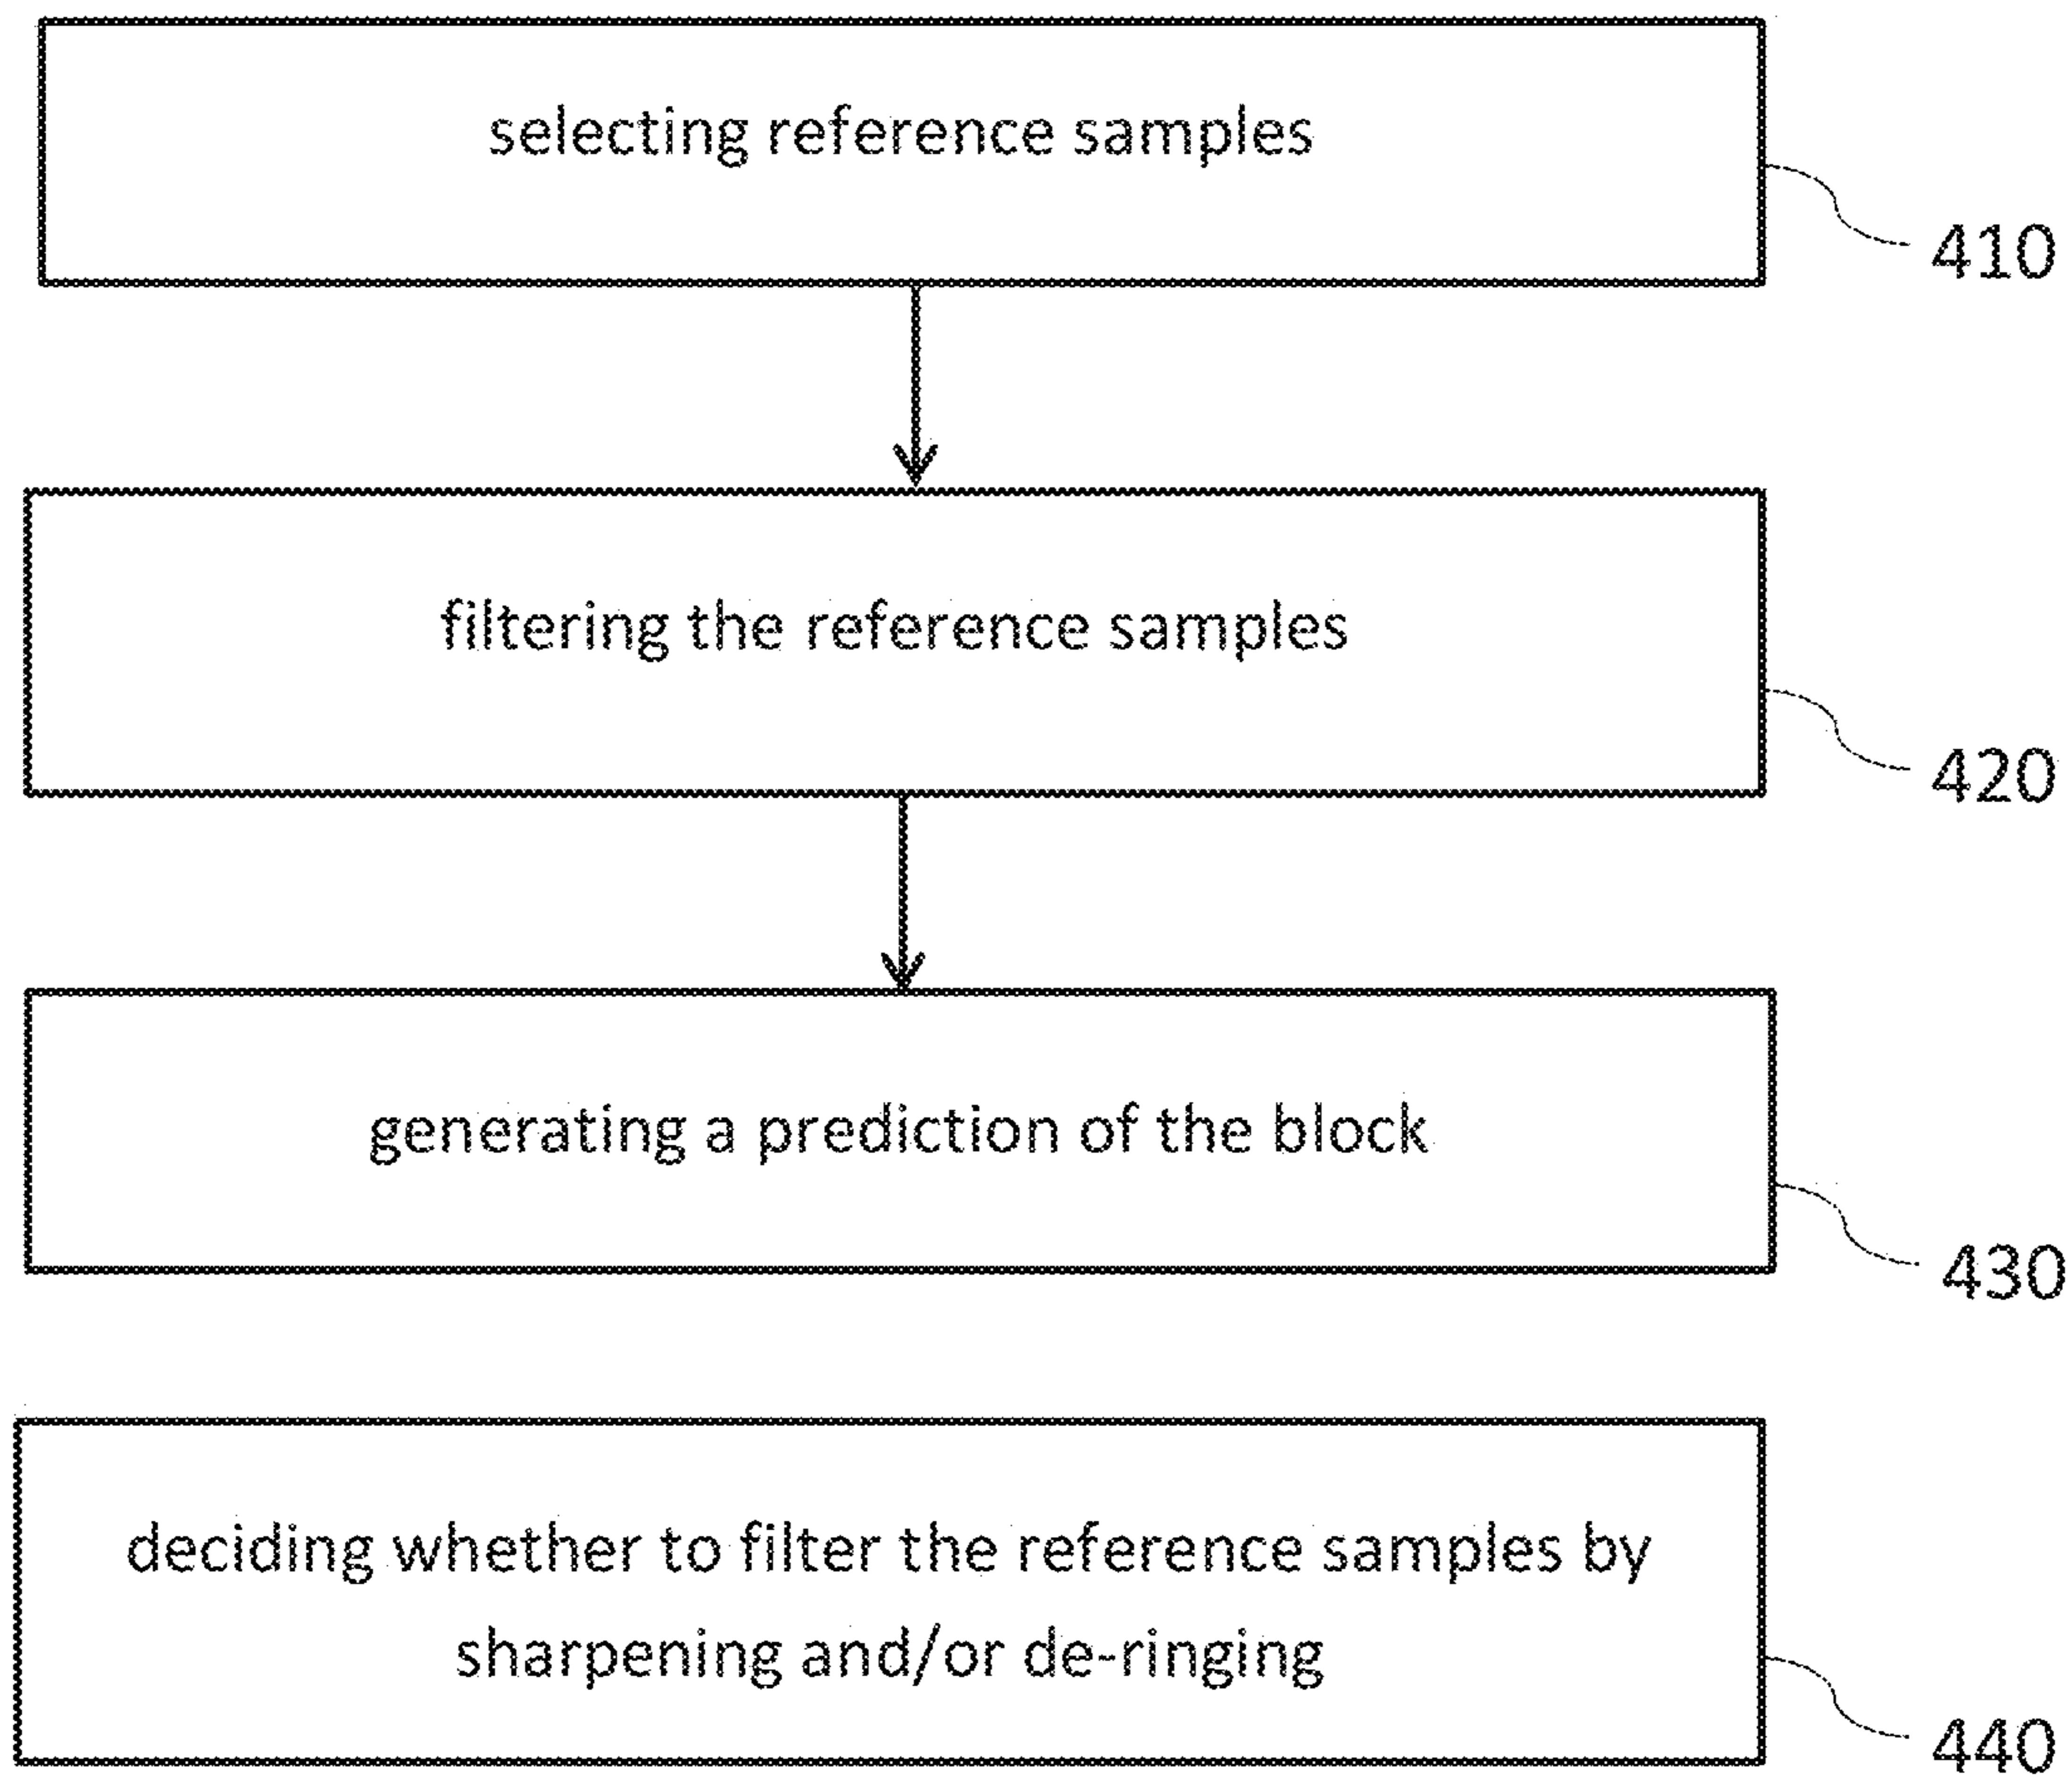 selecting reference samples
410
filtering the reference samples
420
generating a prediction of the block
430
deciding whether to filter the reference samples by
sharpening and/or de-ringing
440